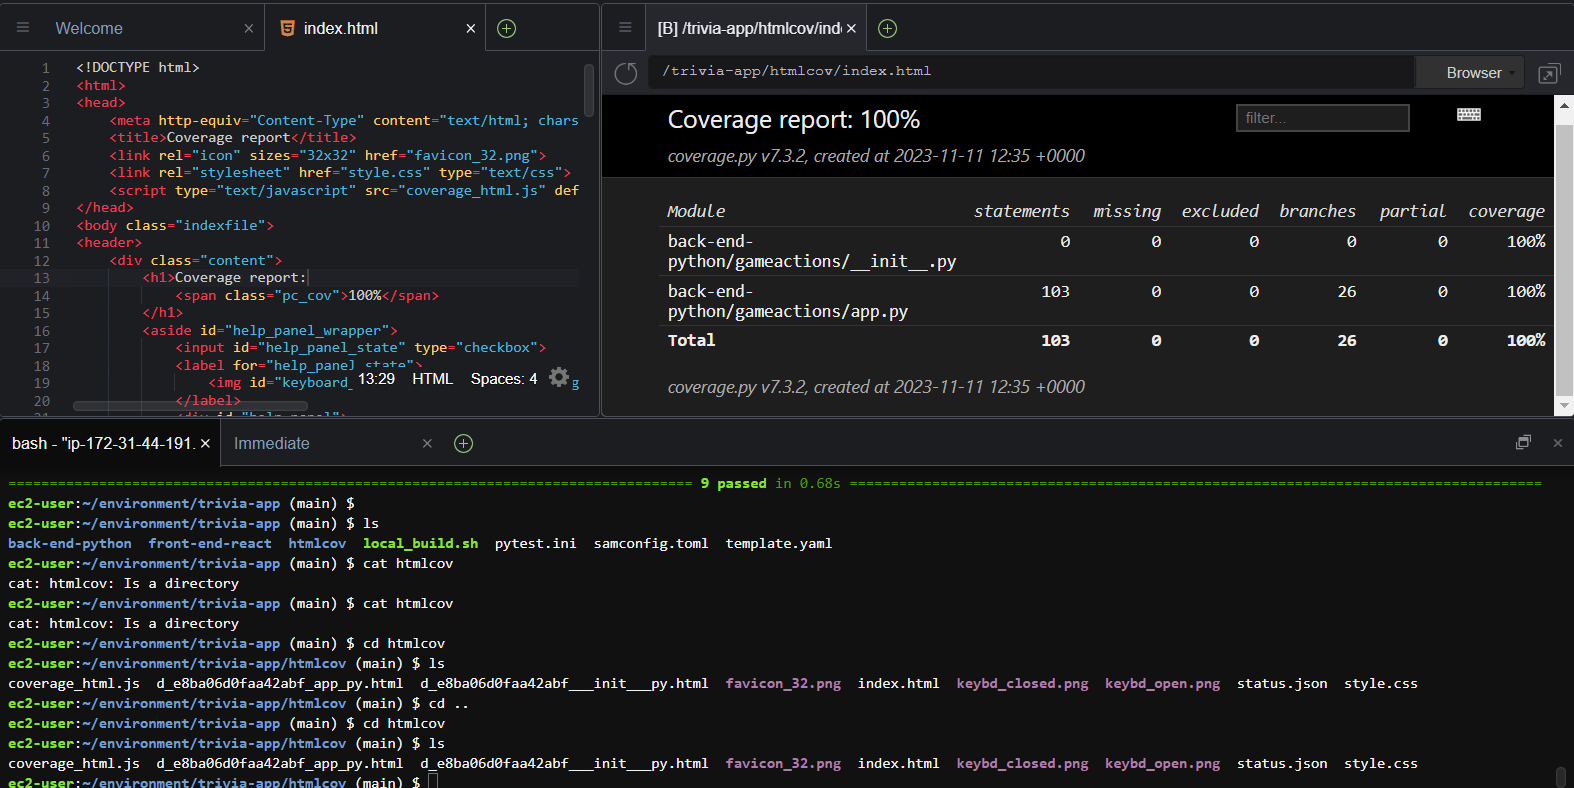 Welcome
index.html
1 <!DOCTYPE html>
2 <html>
3 <head>
4 <meta http-equiv="Content-Type" content="text/html; chars
5 <title>Coverage report</title>
6 <link rel="icon" sizes="32x32" href="favicon_32.png">
7 <link rel="stylesheet" href="style.css" type="text/css">
8 <script type="text/javascript" src="coverage_html.js" def
9 </head>
10 <body class="indexfile">
11 <header>
12 <div class="content">
13 <h1>Coverage report:
14 <span class="pc_cov">100%</span>
15 </h1>
16 <aside id="help_panel_wrapper">
17 <input id="help_panel_state" type="checkbox">
18 <label for="help_panel_state">
19 <img id="keyboard_
20 </label>
13:29 HTML Spaces: 4
[B] /trivia-app/htmlcov/ind
/trivia-app/htmlcov/index.html
Browser
Coverage report: 100%
filter...
coverage.py v7.3.2, created at 2023-11-11 12:35 +0000
Module statements missing excluded branches partial coverage
back-end-
python/gameactions/__init__.py 0 0 0 0 0 100%
back-end-
python/gameactions/app.py 103 0 0 26 0 100%
Total 103 0 0 26 0 100%
coverage.py v7.3.2, created at 2023-11-11 12:35 +0000
bash - "ip-172-31-44-191.
Immediate
9 passed in 0.68s
ec2-user:~/environment/trivia-app (main) $
ec2-user:~/environment/trivia-app (main) $ ls
back-end-python front-end-react htmlcov local_build.sh pytest.ini samconfig.toml template.yaml
ec2-user:~/environment/trivia-app (main) $ cat htmlcov
cat: htmlcov: Is a directory
ec2-user:~/environment/trivia-app (main) $ cat htmlcov
cat: htmlcov: Is a directory
ec2-user:~/environment/trivia-app (main) $ cd htmlcov
ec2-user:~/environment/trivia-app/htmlcov (main) $ ls
coverage_html.js d_e8ba06d0faa42abf_app_py.html d_e8ba06d0faa42abf___init___py.html favicon_32.png index.html keybd_closed.png keybd_open.png status.json style.css
ec2-user:~/environment/trivia-app/htmlcov (main) $ cd ..
ec2-user:~/environment/trivia-app (main) $ cd htmlcov
ec2-user:~/environment/trivia-app/htmlcov (main) $ ls
coverage_html.js d_e8ba06d0faa42abf_app_py.html d_e8ba06d0faa42abf___init___py.html favicon_32.png index.html keybd_closed.png keybd_open.png status.json style.css
ec2-user:~/environment/trivia-app/htmlcov (main) $